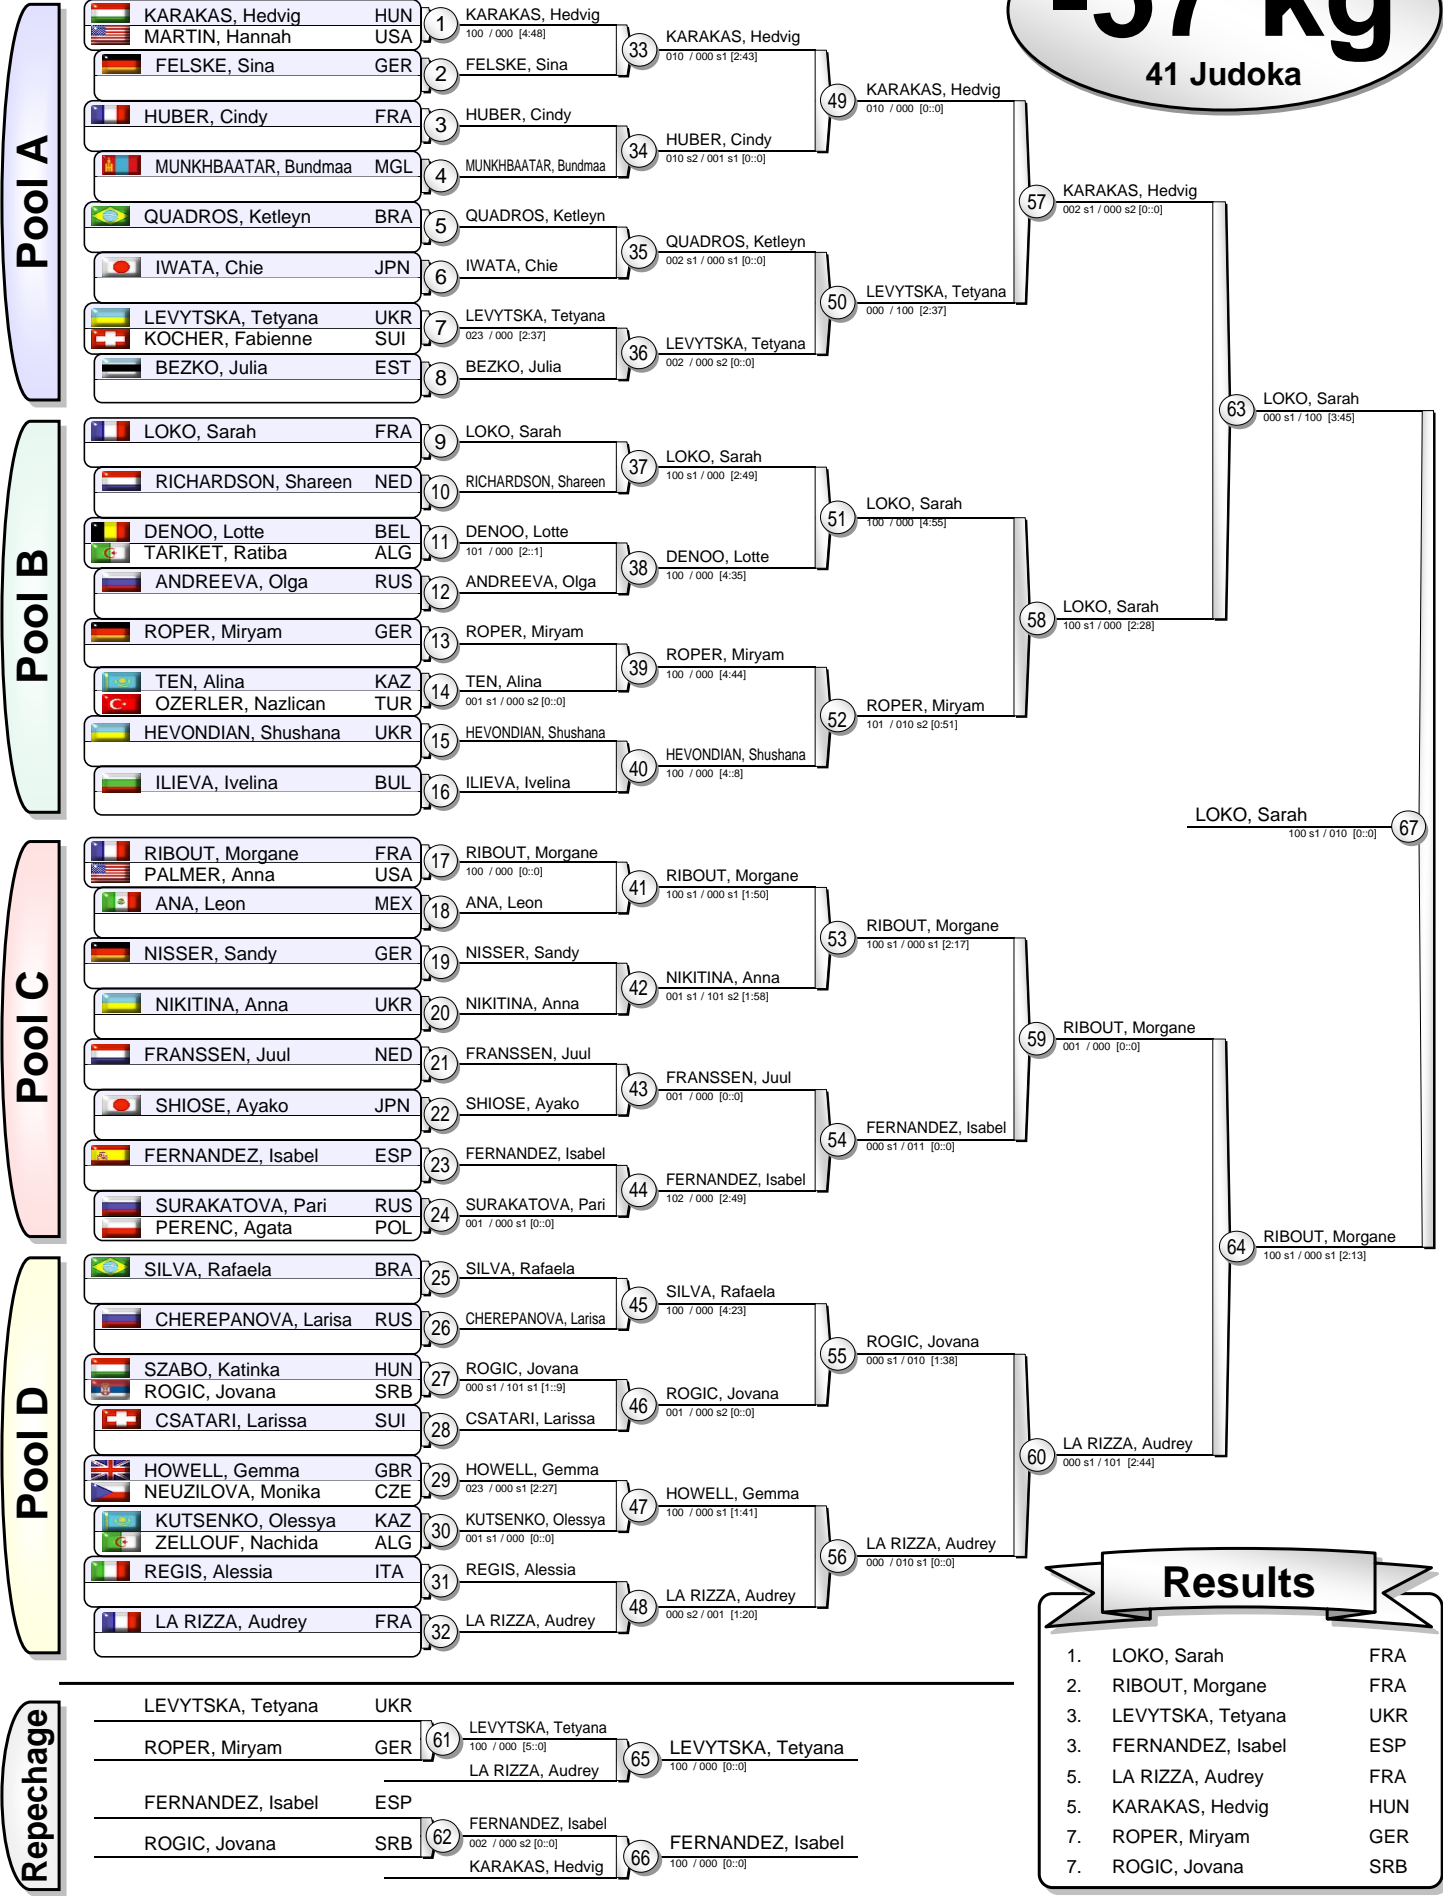 -57 kg
41 Judoka
Pool A
KARAKAS, Hedvig HUN
MARTIN, Hannah USA
FELSKE, Sina GER
HUBER, Cindy FRA
MUNKHBAATAR, Bundmaa MGL
QUADROS, Ketleyn BRA
IWATA, Chie JPN
LEVYTSKA, Tetyana UKR
KOCHER, Fabienne SUI
BEZKO, Julia EST
1 KARAKAS, Hedvig
100 / 000 [4:48]
2 FELSKE, Sina
3 HUBER, Cindy
4 MUNKHBAATAR, Bundmaa
5 QUADROS, Ketleyn
6 IWATA, Chie
7 LEVYTSKA, Tetyana
023 / 000 [2:37]
8 BEZKO, Julia
33 KARAKAS, Hedvig
010 / 000 s1 [2:43]
34 HUBER, Cindy
010 s2 / 001 s1 [0::0]
35 QUADROS, Ketleyn
002 s1 / 000 s1 [0::0]
36 LEVYTSKA, Tetyana
002 / 000 s2 [0::0]
49 KARAKAS, Hedvig
010 / 000 [0::0]
50 LEVYTSKA, Tetyana
000 / 100 [2:37]
57 KARAKAS, Hedvig
002 s1 / 000 s2 [0::0]
Pool B
LOKO, Sarah FRA
RICHARDSON, Shareen NED
DENOO, Lotte BEL
TARIKET, Ratiba ALG
ANDREEVA, Olga RUS
ROPER, Miryam GER
TEN, Alina KAZ
OZERLER, Nazlican TUR
HEVONDIAN, Shushana UKR
ILIEVA, Ivelina BUL
9 LOKO, Sarah
10 RICHARDSON, Shareen
11 DENOO, Lotte
101 / 000 [2::1]
12 ANDREEVA, Olga
13 ROPER, Miryam
14 TEN, Alina
001 s1 / 000 s2 [0::0]
15 HEVONDIAN, Shushana
16 ILIEVA, Ivelina
37 LOKO, Sarah
100 s1 / 000 [2:49]
38 DENOO, Lotte
100 / 000 [4:35]
39 ROPER, Miryam
100 / 000 [4:44]
40 HEVONDIAN, Shushana
100 / 000 [4::8]
51 LOKO, Sarah
100 / 000 [4:55]
52 ROPER, Miryam
101 / 010 s2 [0:51]
58 LOKO, Sarah
100 s1 / 000 [2:28]
63 LOKO, Sarah
000 s1 / 100 [3:45]
LOKO, Sarah 67
100 s1 / 010 [0::0]
Pool C
RIBOUT, Morgane FRA
PALMER, Anna USA
ANA, Leon MEX
NISSER, Sandy GER
NIKITINA, Anna UKR
FRANSSEN, Juul NED
SHIOSE, Ayako JPN
FERNANDEZ, Isabel ESP
SURAKATOVA, Pari RUS
PERENC, Agata POL
17 RIBOUT, Morgane
100 / 000 [0::0]
18 ANA, Leon
19 NISSER, Sandy
20 NIKITINA, Anna
21 FRANSSEN, Juul
22 SHIOSE, Ayako
23 FERNANDEZ, Isabel
24 SURAKATOVA, Pari
001 / 000 s1 [0::0]
41 RIBOUT, Morgane
100 s1 / 000 s1 [1:50]
42 NIKITINA, Anna
001 s1 / 101 s2 [1:58]
43 FRANSSEN, Juul
001 / 000 [0::0]
44 FERNANDEZ, Isabel
102 / 000 [2:49]
53 RIBOUT, Morgane
100 s1 / 000 s1 [2:17]
54 FERNANDEZ, Isabel
000 s1 / 011 [0::0]
59 RIBOUT, Morgane
001 / 000 [0::0]
Pool D
SILVA, Rafaela BRA
CHEREPANOVA, Larisa RUS
SZABO, Katinka HUN
ROGIC, Jovana SRB
CSATARI, Larissa SUI
HOWELL, Gemma GBR
NEUZILOVA, Monika CZE
KUTSENKO, Olessya KAZ
ZELLOUF, Nachida ALG
REGIS, Alessia ITA
LA RIZZA, Audrey FRA
25 SILVA, Rafaela
26 CHEREPANOVA, Larisa
27 ROGIC, Jovana
000 s1 / 101 s1 [1::9]
28 CSATARI, Larissa
29 HOWELL, Gemma
023 / 000 s1 [2:27]
30 KUTSENKO, Olessya
001 s1 / 000 [0::0]
31 REGIS, Alessia
32 LA RIZZA, Audrey
45 SILVA, Rafaela
100 / 000 [4:23]
46 ROGIC, Jovana
001 / 000 s2 [0::0]
47 HOWELL, Gemma
100 / 000 s1 [1:41]
48 LA RIZZA, Audrey
000 s2 / 001 [1:20]
55 ROGIC, Jovana
000 s1 / 010 [1:38]
56 LA RIZZA, Audrey
000 / 010 s1 [0::0]
60 LA RIZZA, Audrey
000 s1 / 101 [2:44]
64 RIBOUT, Morgane
100 s1 / 000 s1 [2:13]
Repechage
LEVYTSKA, Tetyana UKR
ROPER, Miryam GER
FERNANDEZ, Isabel ESP
ROGIC, Jovana SRB
61 LEVYTSKA, Tetyana
100 / 000 [5::0]
LA RIZZA, Audrey
62 FERNANDEZ, Isabel
002 / 000 s2 [0::0]
KARAKAS, Hedvig
65 LEVYTSKA, Tetyana
100 / 000 [0::0]
66 FERNANDEZ, Isabel
100 / 000 [0::0]
Results
1. LOKO, Sarah FRA
2. RIBOUT, Morgane FRA
3. LEVYTSKA, Tetyana UKR
3. FERNANDEZ, Isabel ESP
5. LA RIZZA, Audrey FRA
5. KARAKAS, Hedvig HUN
7. ROPER, Miryam GER
7. ROGIC, Jovana SRB